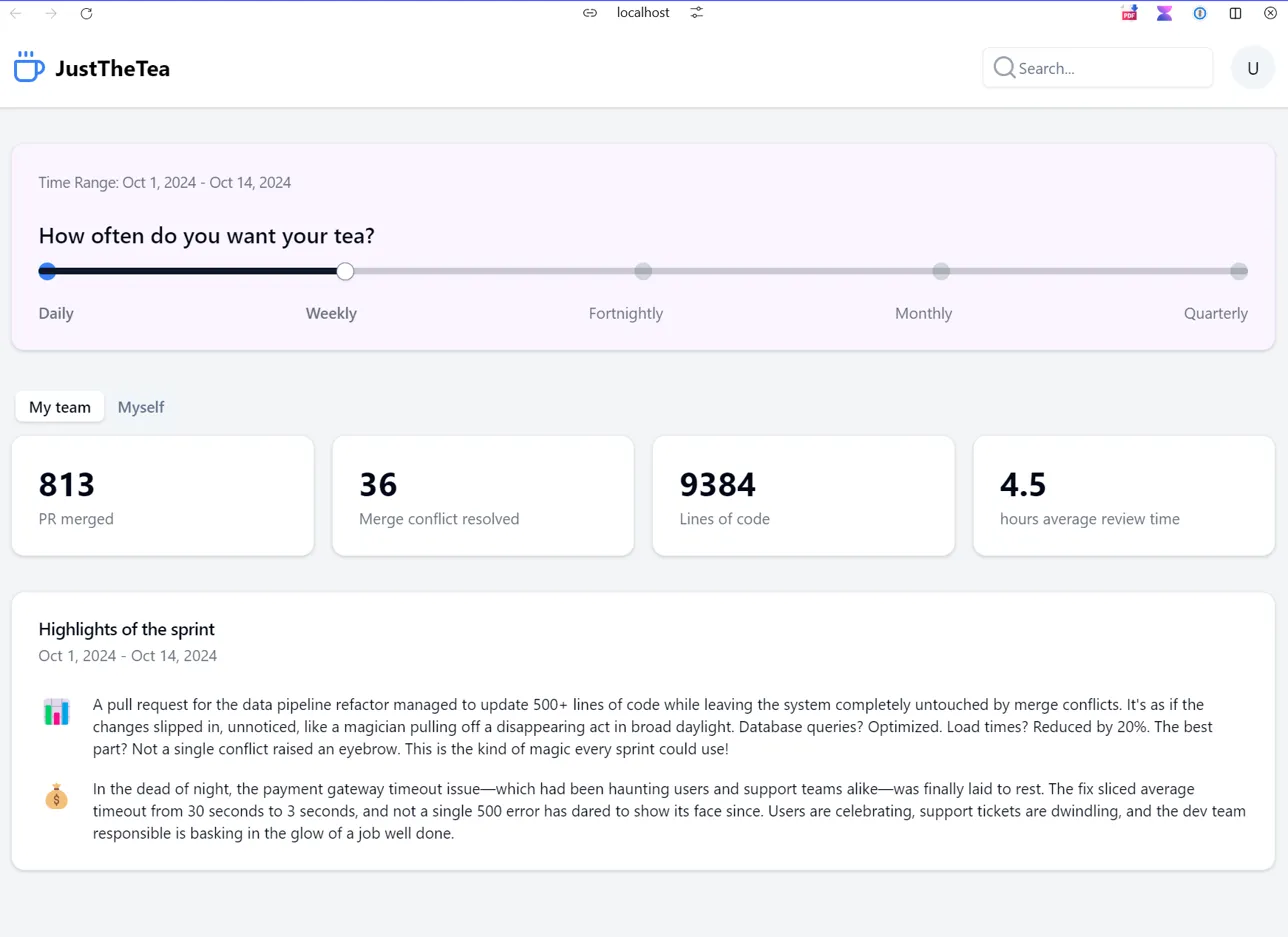 localhost
PDF
JustTheTea
Search...
U
Time Range: Oct 1, 2024 - Oct 14, 2024
How often do you want your tea?
Daily Weekly Fortnightly Monthly Quarterly
My team Myself
813 36 9384 4.5
PR merged Merge conflict resolved Lines of code hours average review time
Highlights of the sprint
Oct 1, 2024 - Oct 14, 2024
A pull request for the data pipeline refactor managed to update 500+ lines of code while leaving the system completely untouched by merge conflicts. It's as if the
changes slipped in, unnoticed, like a magician pulling off a disappearing act in broad daylight. Database queries? Optimized. Load times? Reduced by 20%. The best
part? Not a single conflict raised an eyebrow. This is the kind of magic every sprint could use!
$
In the dead of night, the payment gateway timeout issue—which had been haunting users and support teams alike—was finally laid to rest. The fix sliced average
timeout from 30 seconds to 3 seconds, and not a single 500 error has dared to show its face since. Users are celebrating, support tickets are dwindling, and the dev team
responsible is basking in the glow of a job well done.